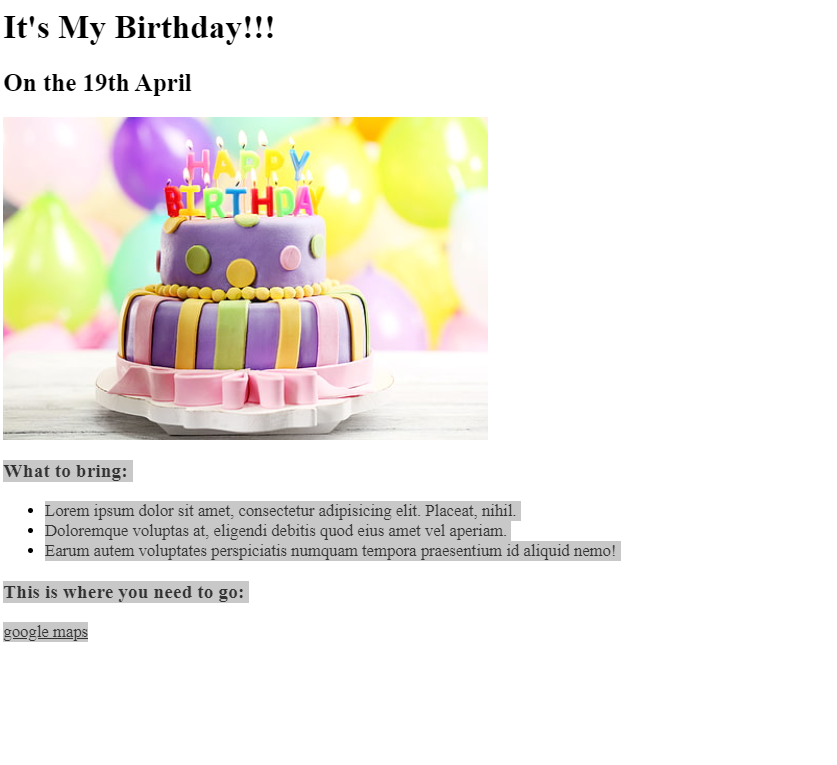 It's My Birthday!!!
On the 19th April
HAPPY
BIRTHDAY
What to bring:
Lorem ipsum dolor sit amet, consectetur adipisicing elit. Placeat, nihil.
Doloremque voluptas at, eligendi debitis quod eius amet vel aperiam.
Earum autem voluptates perspiciatis numquam tempora praesentium id aliquid nemo!
This is where you need to go:
google maps